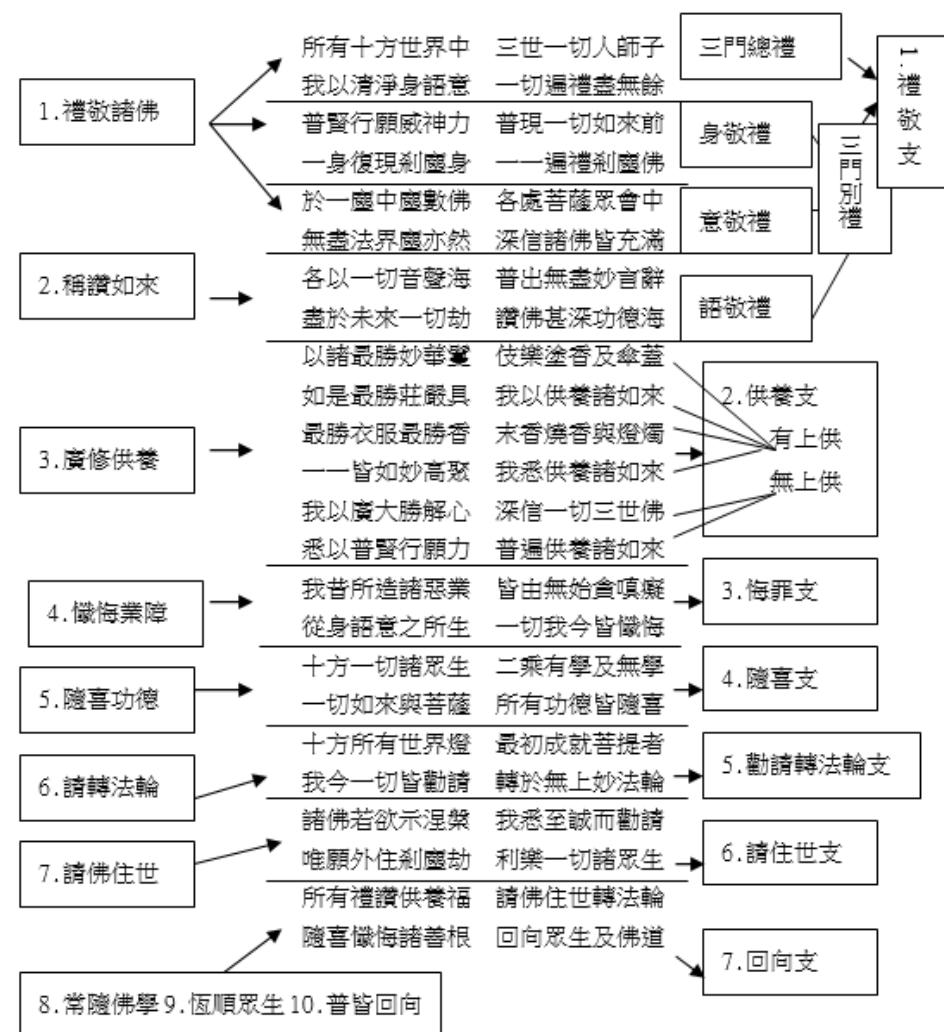 所有十方世界中 三世一切人師子
三門總禮
我以清淨身語意 一切遍禮盡無餘
1.禮敬諸佛
普賢行願威神力 普現一切如來前
身敬禮
一身復現剎塵身 一一遍禮剎塵佛
於一塵中塵數佛 各處菩薩眾會中
意敬禮
無盡法界塵亦然 深信諸佛皆充滿
三門別禮
1.禮敬支
2.稱讚如來
各以一切音聲海 普出無盡妙言辭
語敬禮
盡於未來一切劫 讚佛甚深功德海
3.廣修供養
以諸最勝妙華鬘 伎樂塗香及傘蓋
如是最勝莊嚴具 我以供養諸如來
最勝衣服最勝香 末香燒香與燈燭
一一皆如妙高聚 我悉供養諸如來
我以廣大勝解心 深信一切三世佛
悉以普賢行願力 普遍供養諸如來
2.供養支
有上供
無上供
4.懺悔業障
我昔所造諸惡業 皆由無始貪嗔癡
從身語意之所生 一切我今皆懺悔
3.悔罪支
5.隨喜功德
十方一切諸眾生 二乘有學及無學
一切如來與菩薩 所有功德皆隨喜
4.隨喜支
6.請轉法輪
十方所有世界燈 最初成就菩提者
我今一切皆勸請 轉於無上妙法輪
5.勸請轉法輪支
7.請佛住世
諸佛若欲示涅槃 我悉至誠而勸請
唯願外住剎塵劫 利樂一切諸眾生
6.請住世支
所有禮讚供養福 請佛住世轉法輪
隨喜懺悔諸善根 回向眾生及佛道
7.回向支
8.常隨佛學 9.恆順眾生 10.普皆回向